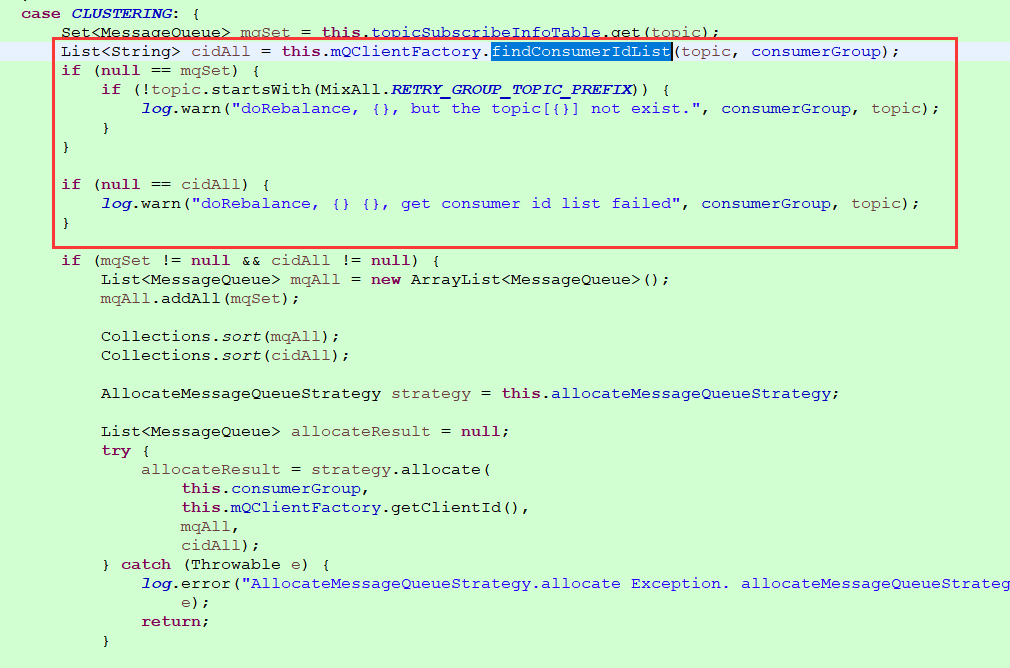 case CLUSTERING: {
Set<MessageQueue> mqSet = this.topicSubscribeInfoTable.get(topic);
List<String> cidAll = this.mQClientFactory.findConsumerIdList(topic, consumerGroup);
if (null == mqSet) {
if (!topic.startsWith(MixAll.RETRY_GROUP_TOPIC_PREFIX)) {
log.warn("doRebalance, {}, but the topic[{}] not exist.", consumerGroup, topic);
}
}
if (null == cidAll) {
log.warn("doRebalance, {} {}, get consumer id list failed", consumerGroup, topic);
}
if (mqSet != null && cidAll != null) {
List<MessageQueue> mqAll = new ArrayList<MessageQueue>();
mqAll.addAll(mqSet);
Collections.sort(mqAll);
Collections.sort(cidAll);
AllocateMessageQueueStrategy strategy = this.allocateMessageQueueStrategy;
List<MessageQueue> allocateResult = null;
try {
allocateResult = strategy.allocate(
this.consumerGroup,
this.mQClientFactory.getClientId(),
mqAll,
cidAll);
} catch (Throwable e) {
log.error("AllocateMessageQueueStrategy.allocate Exception. allocateMessageQueueStrateg
e);
return;
}